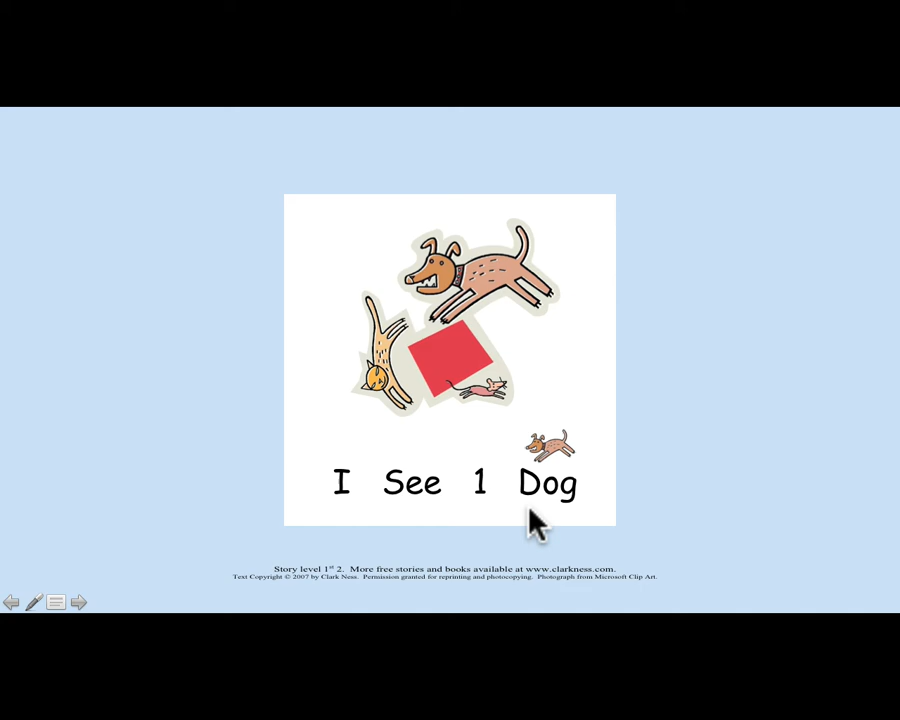 I See 1 Dog
Story level 1st 2. More free stories and books available at www.clarkness.com.
Text Copyright © 2007 by Clark Ness. Permission granted for reprinting and photocopying. Photograph from Microsoft Clip Art.